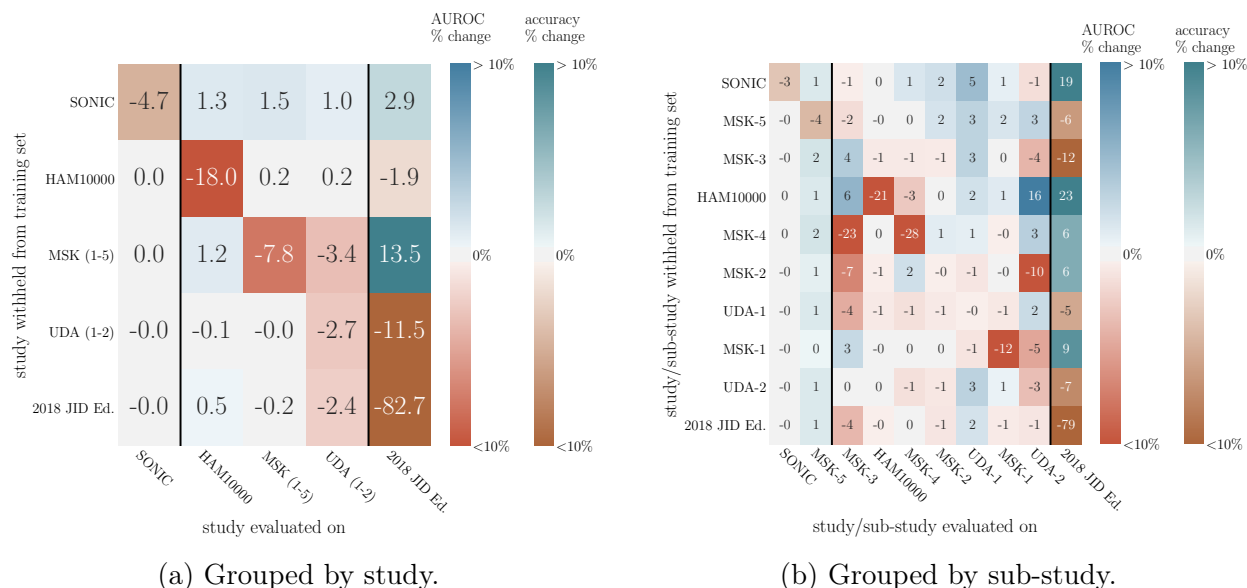 AUROC
% change
accuracy
% change
> 10%
> 10%
0%
0%
<10%
<10%
study withheld from training set
SONIC -4.7 1.3 1.5 1.0 2.9
HAM10000 0.0 -18.0 0.2 0.2 -1.9
MSK (1-5) 0.0 1.2 -7.8 -3.4 13.5
UDA (1-2) -0.0 -0.1 -0.0 -2.7 -11.5
2018 JID Ed. -0.0 0.5 -0.2 -2.4 -82.7
SONIC HAM10000 MSK (1-5) UDA (1-2) 2018 JID Ed.
study evaluated on
(a) Grouped by study.
AUROC
% change
accuracy
% change
> 10%
> 10%
0%
0%
<10%
<10%
study/sub-study withheld from training set
SONIC -3 1 -1 0 1 2 5 1 -1 19
MSK-5 -0 -4 -2 -0 -0 2 3 2 3 -6
MSK-3 -0 2 4 -1 -1 -1 3 0 -4 -12
HAM10000 0 1 6 -21 -3 0 2 1 16 23
MSK-4 -0 2 -23 0 -28 1 1 -0 3 6
MSK-2 -0 1 -7 -1 2 -0 -1 -0 -10 6
UDA-1 -0 1 -4 -1 -1 -1 -0 -1 2 -5
MSK-1 -0 0 3 -0 0 0 -1 -12 -5 9
UDA-2 -0 1 0 0 -1 -1 3 1 -3 -7
2018 JID Ed. -0 1 -4 -1 0 -1 2 -1 -1 -79
SONIC MSK-5 MSK-3 HAM10000 MSK-4 MSK-2 UDA-1 MSK-1 UDA-2 2018 JID Ed.
study/sub-study evaluated on
(b) Grouped by sub-study.